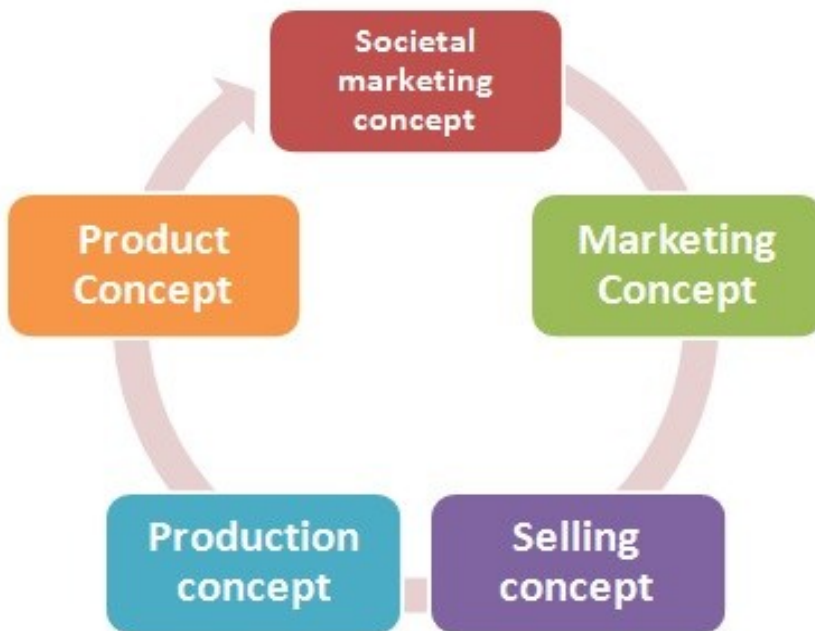 Societal
marketing
concept
Product
Concept
Marketing
Concept
Production
concept
Selling
concept